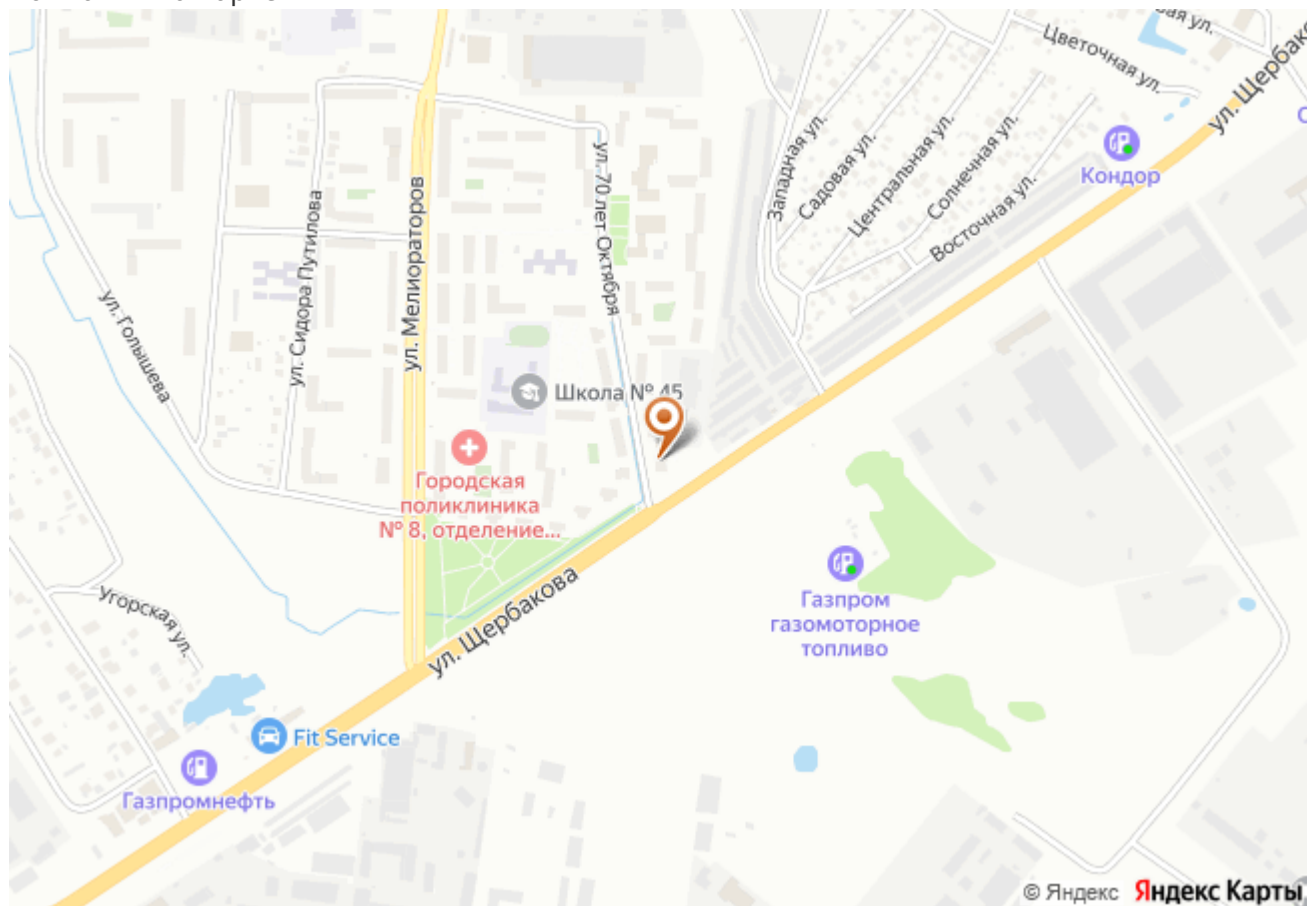 Цветочная ул.
ул. Щербако
Кондор
Западная ул.
Садовая ул.
Центральная ул.
Солнечная ул.
Восточная ул.
ул. 70 лет Октября
ул. Мелиораторов
ул. Сидора Путилова
ул. Голышева
Школа № 45
Городская
поликлиника
№ 8, отделение...
Газпром
газомоторное
топливо
ул. Щербакова
Угорская ул.
Fit Service
Газпромнефть
© Яндекс Яндекс Карты